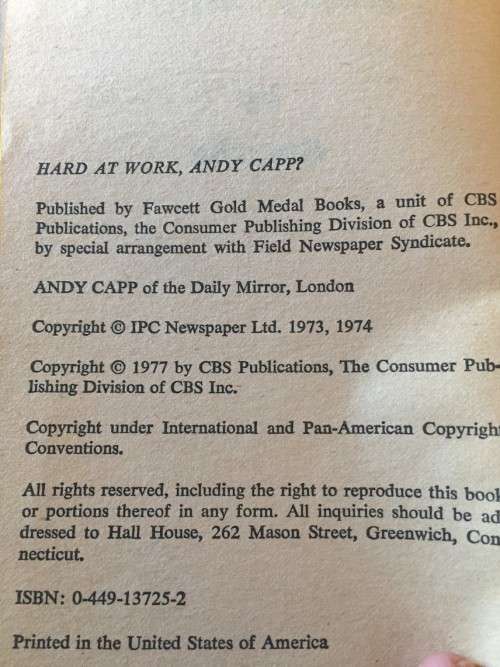 HARD AT WORK, ANDY CAPP?
Published by Fawcett Gold Medal Books, a unit of CBS
Publications, the Consumer Publishing Division of CBS Inc.,
by special arrangement with Field Newspaper Syndicate.
ANDY CAPP of the Daily Mirror, London
Copyright © IPC Newspaper Ltd. 1973, 1974
Copyright © 1977 by CBS Publications, The Consumer Pub-
lishing Division of CBS Inc.
Copyright under International and Pan-American Copyright
Conventions.
All rights reserved, including the right to reproduce this book
or portions thereof in any form. All inquiries should be ad
dressed to Hall House, 262 Mason Street, Greenwich, Con
necticut.
ISBN: 0-449-13725-2
Printed in the United States of America